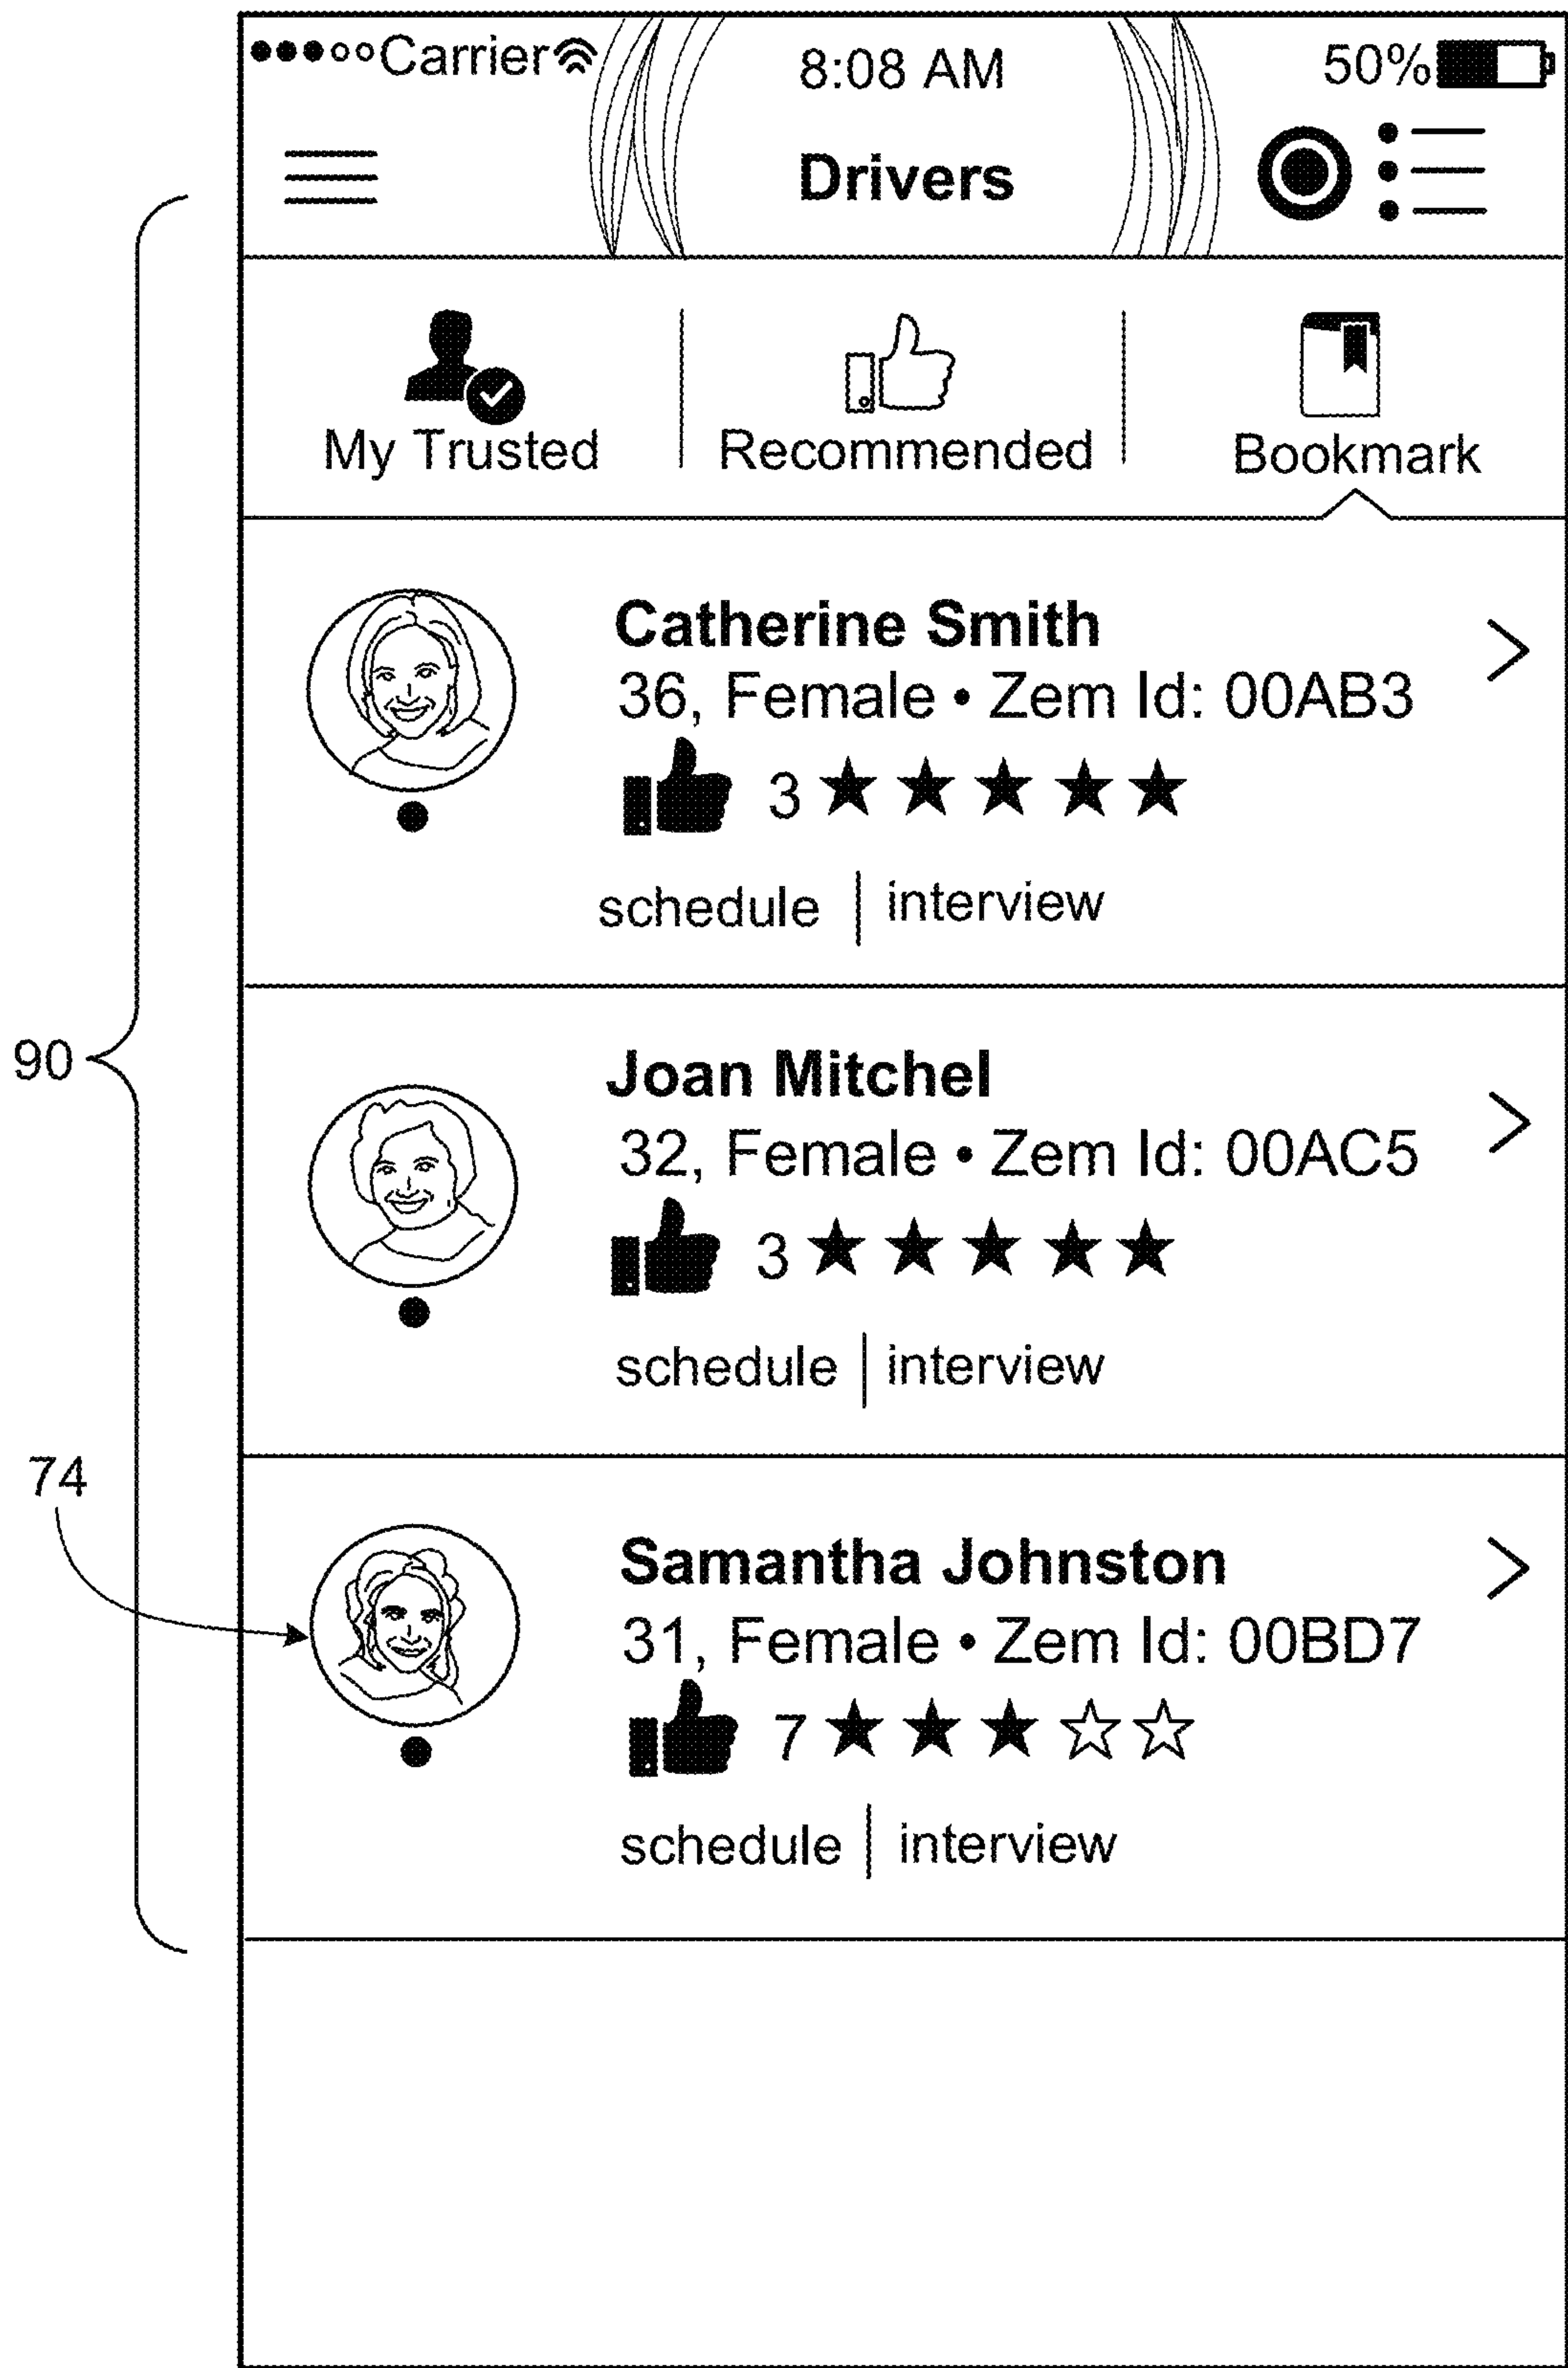 Carrier 8:08 AM 50%
Drivers
My Trusted Recommended Bookmark
Catherine Smith
36, Female • Zem Id: 00AB3
3
schedule | interview
90
Joan Mitchel
32, Female • Zem Id: 00AC5
3
schedule | interview
74
Samantha Johnston
31, Female • Zem Id: 00BD7
7
schedule | interview